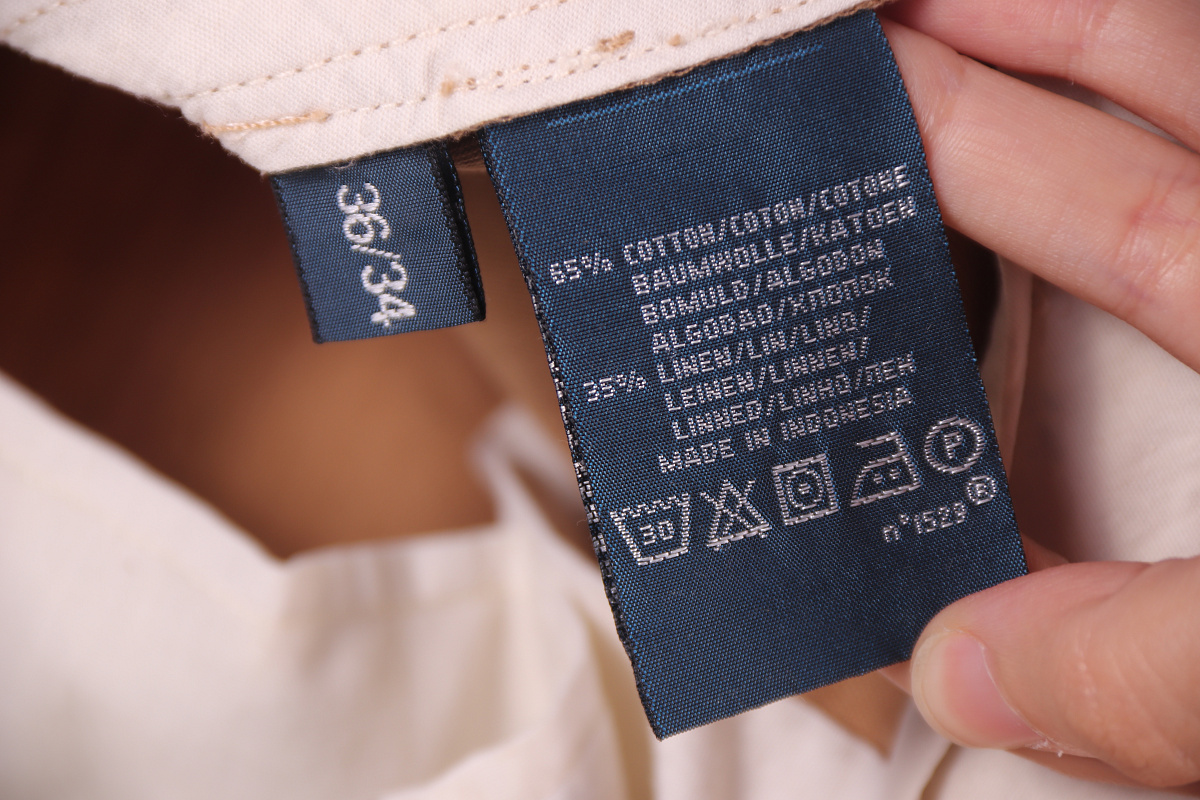 36/34
65% COTTON/COTON/COTONE
BAUMWOLLE/KATOEN
BOMULD/ALGODON
ALGODAO/ХЛОПОК
35% LINEN/LIN/LINO/
LEINEN/LINNEN/
LINNED/LINHO/ЛЕН
MADE IN INDONESIA
30 P
®
n°1529